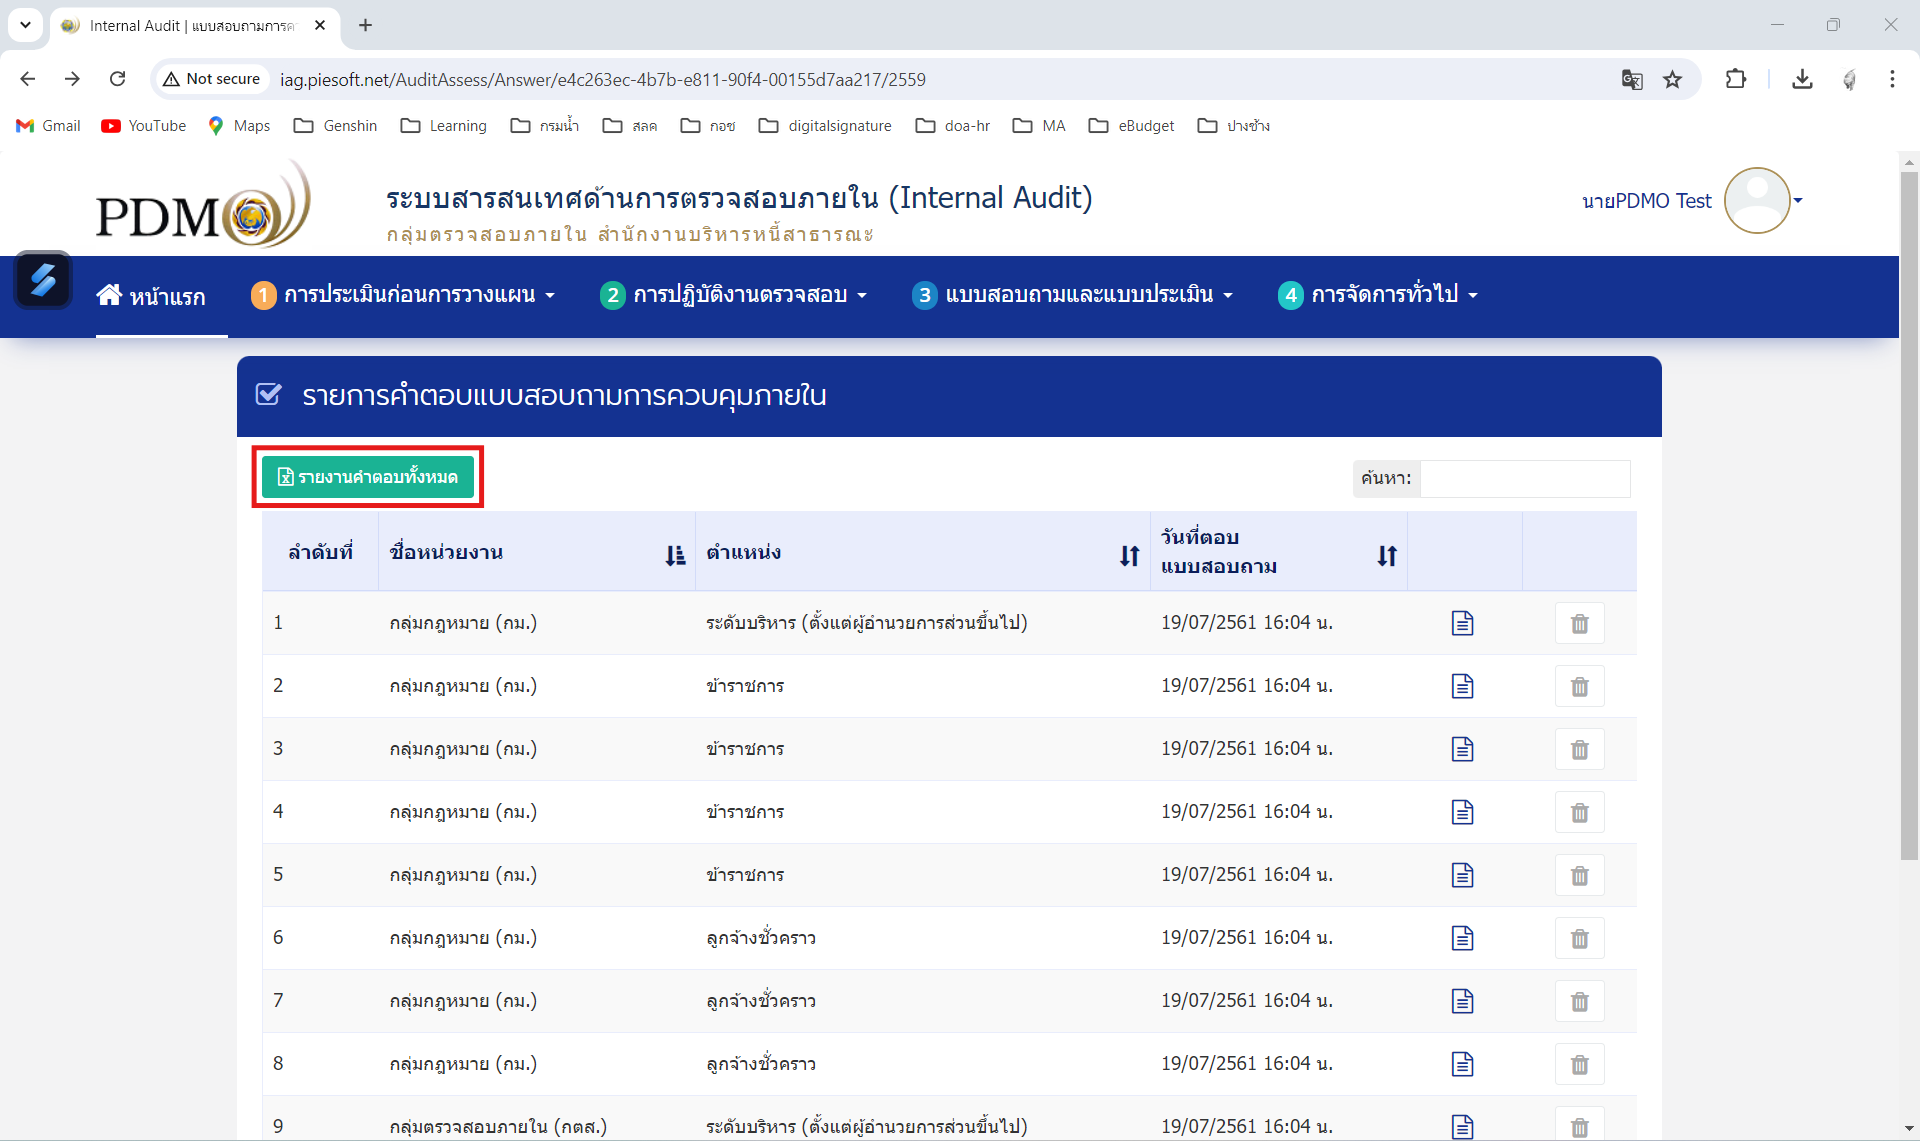 Internal Audit | แบบสอบถามการคว
Not secure
iag.piesoft.net/AuditAssess/Answer/e4c263ec-4b7b-e811-90f4-00155d7aa217/2559
Gmail YouTube Maps Genshin Learning กรมน้ำ สลค กอช digitalsignature doa-hr MA eBudget ปางช้าง
PDMO
ระบบสารสนเทศด้านการตรวจสอบภายใน (Internal Audit)
กลุ่มตรวจสอบภายใน สำนักงานบริหารหนี้สาธารณะ
นายPDMO Test
หน้าแรก 1 การประเมินก่อนการวางแผน 2 การปฏิบัติงานตรวจสอบ 3 แบบสอบถามและแบบประเมิน 4 การจัดการทั่วไป
รายการคำตอบแบบสอบถามการควบคุมภายใน
รายงานคำตอบทั้งหมด ค้นหา:
ลำดับที่ ชื่อหน่วยงาน ตำแหน่ง วันที่ตอบ
แบบสอบถาม
1 กลุ่มกฎหมาย (กม.) ระดับบริหาร (ตั้งแต่ผู้อำนวยการส่วนขึ้นไป) 19/07/2561 16:04 น.
2 กลุ่มกฎหมาย (กม.) ข้าราชการ 19/07/2561 16:04 น.
3 กลุ่มกฎหมาย (กม.) ข้าราชการ 19/07/2561 16:04 น.
4 กลุ่มกฎหมาย (กม.) ข้าราชการ 19/07/2561 16:04 น.
5 กลุ่มกฎหมาย (กม.) ข้าราชการ 19/07/2561 16:04 น.
6 กลุ่มกฎหมาย (กม.) ลูกจ้างชั่วคราว 19/07/2561 16:04 น.
7 กลุ่มกฎหมาย (กม.) ลูกจ้างชั่วคราว 19/07/2561 16:04 น.
8 กลุ่มกฎหมาย (กม.) ลูกจ้างชั่วคราว 19/07/2561 16:04 น.
9 กลุ่มตรวจสอบภายใน (กตส.) ระดับบริหาร (ตั้งแต่ผู้อำนวยการส่วนขึ้นไป) 19/07/2561 16:04 น.